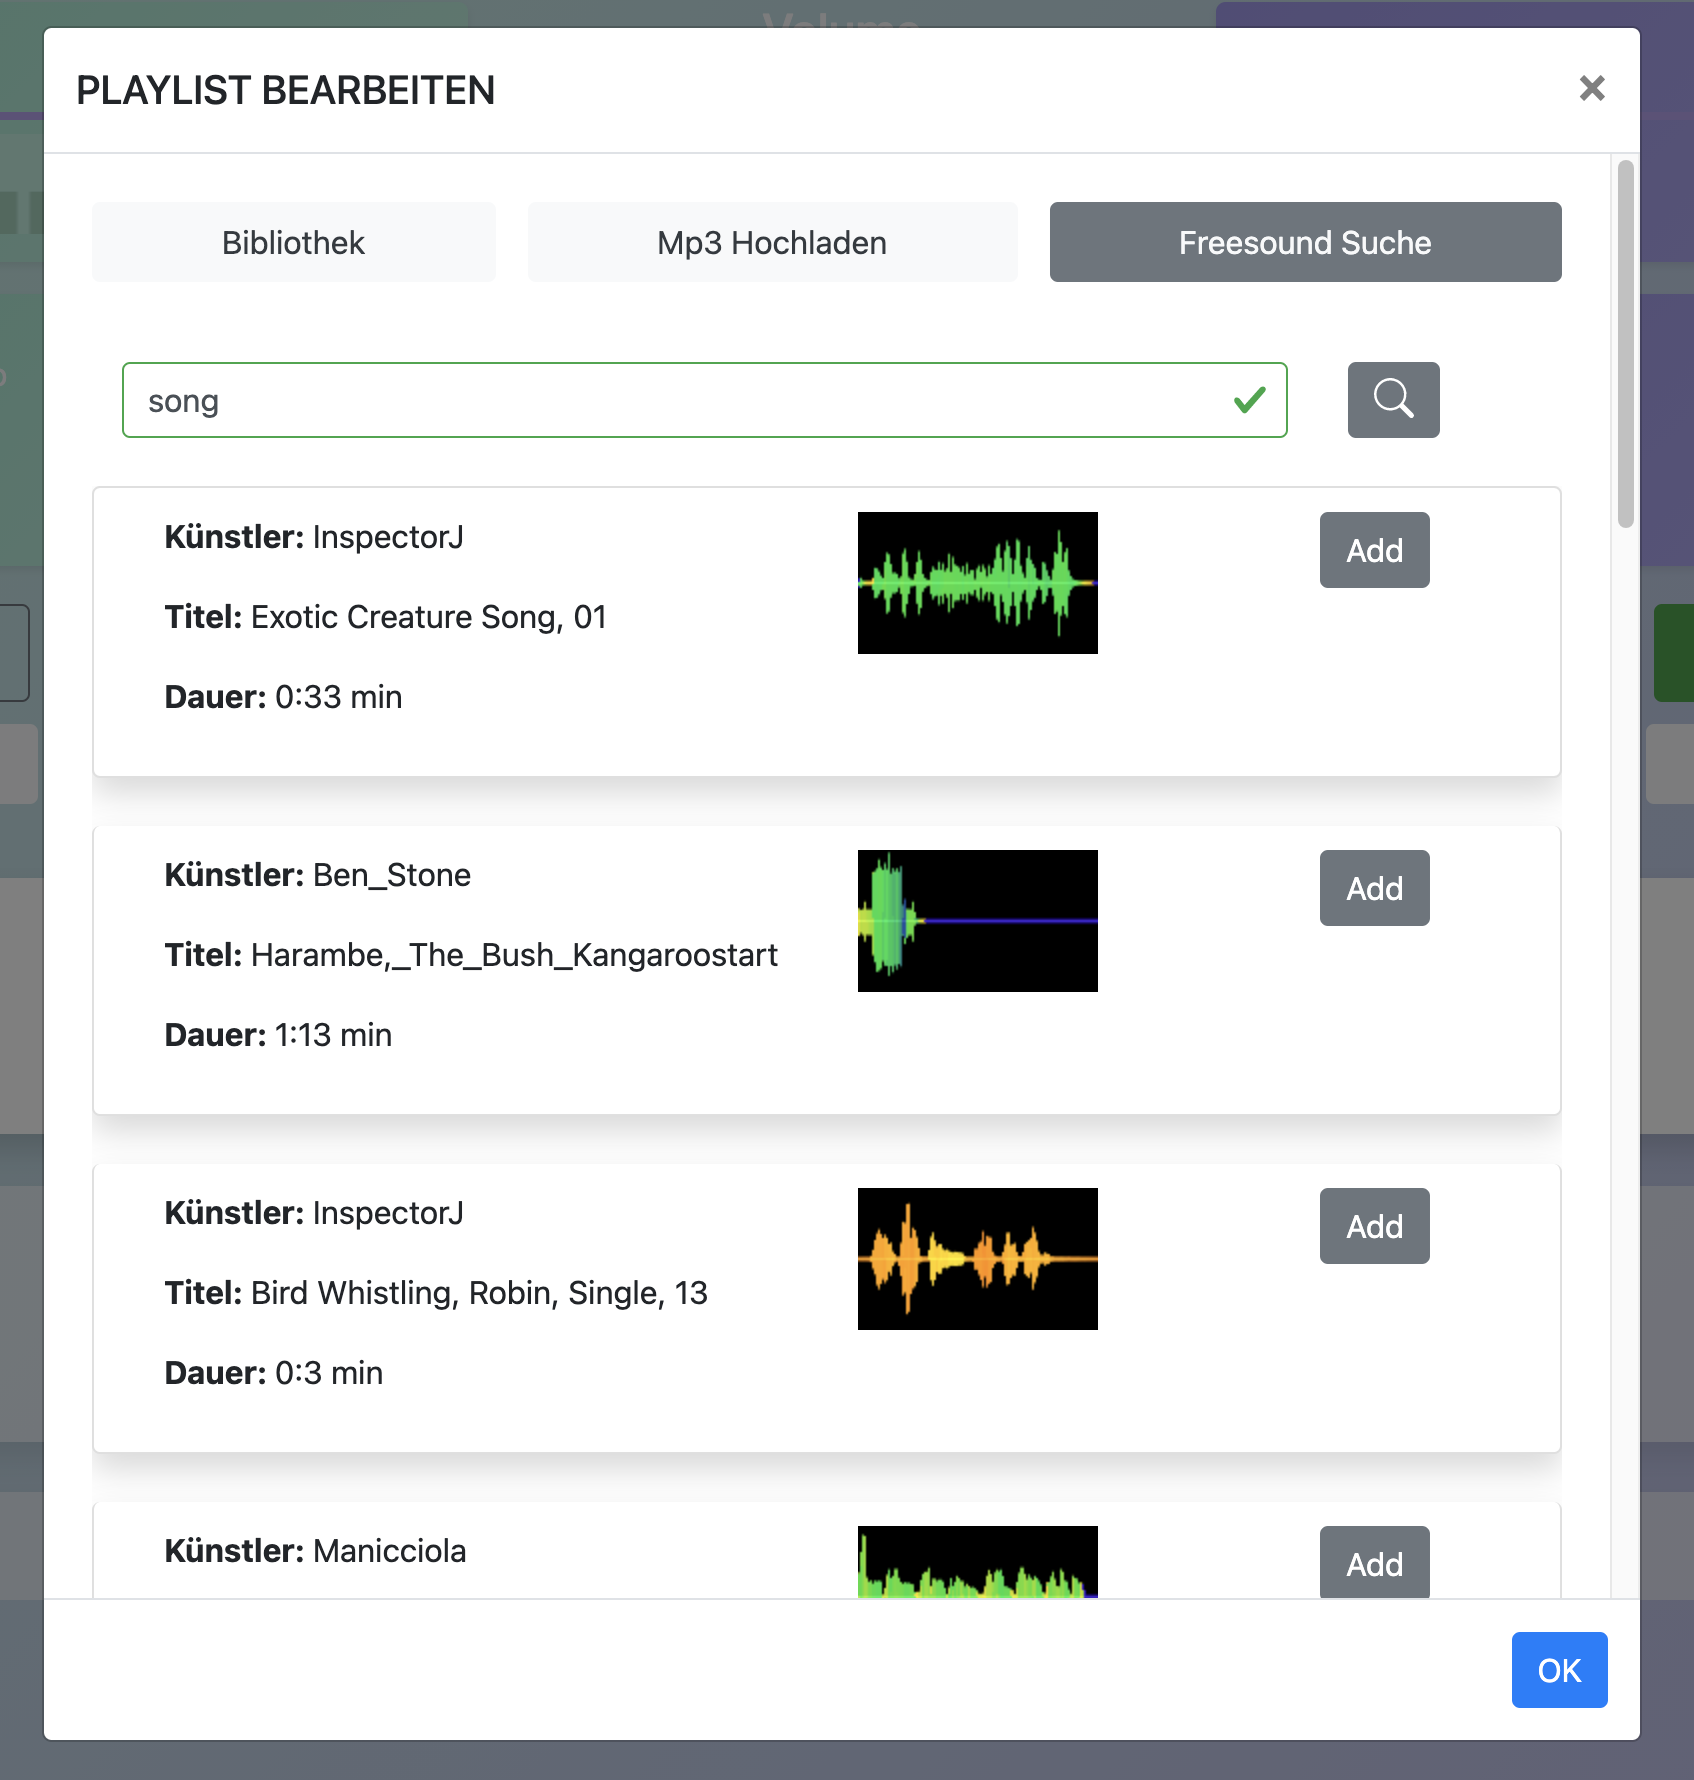 Volume
PLAYLIST BEARBEITEN
×
Bibliothek
Mp3 Hochladen
Freesound Suche
song
Künstler: InspectorJ
Add
Titel: Exotic Creature Song, 01
Dauer: 0:33 min
Künstler: Ben_Stone
Add
Titel: Harambe,_The_Bush_Kangaroostart
Dauer: 1:13 min
Künstler: InspectorJ
Add
Titel: Bird Whistling, Robin, Single, 13
Dauer: 0:3 min
Künstler: Manicciola
Add
OK